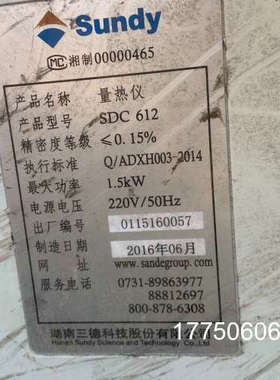 Sundy
MC 湘制00000465
产品名称 量热仪
产品型号 SDC 612
精密度等级 ≤0.15%
执行标准 Q/ADXH003-2014
最大功率 1.5kW
电源电压 220V/50Hz
出厂编号 0115160057
制造日期 2016年06月
网 址 www.sandegroup.com
服务电话 0731-89863977
88812697
800-878-6308
湖南三德科技股份有限公司
Hunan Sundy Science and Technology Co., Ltd
17750606